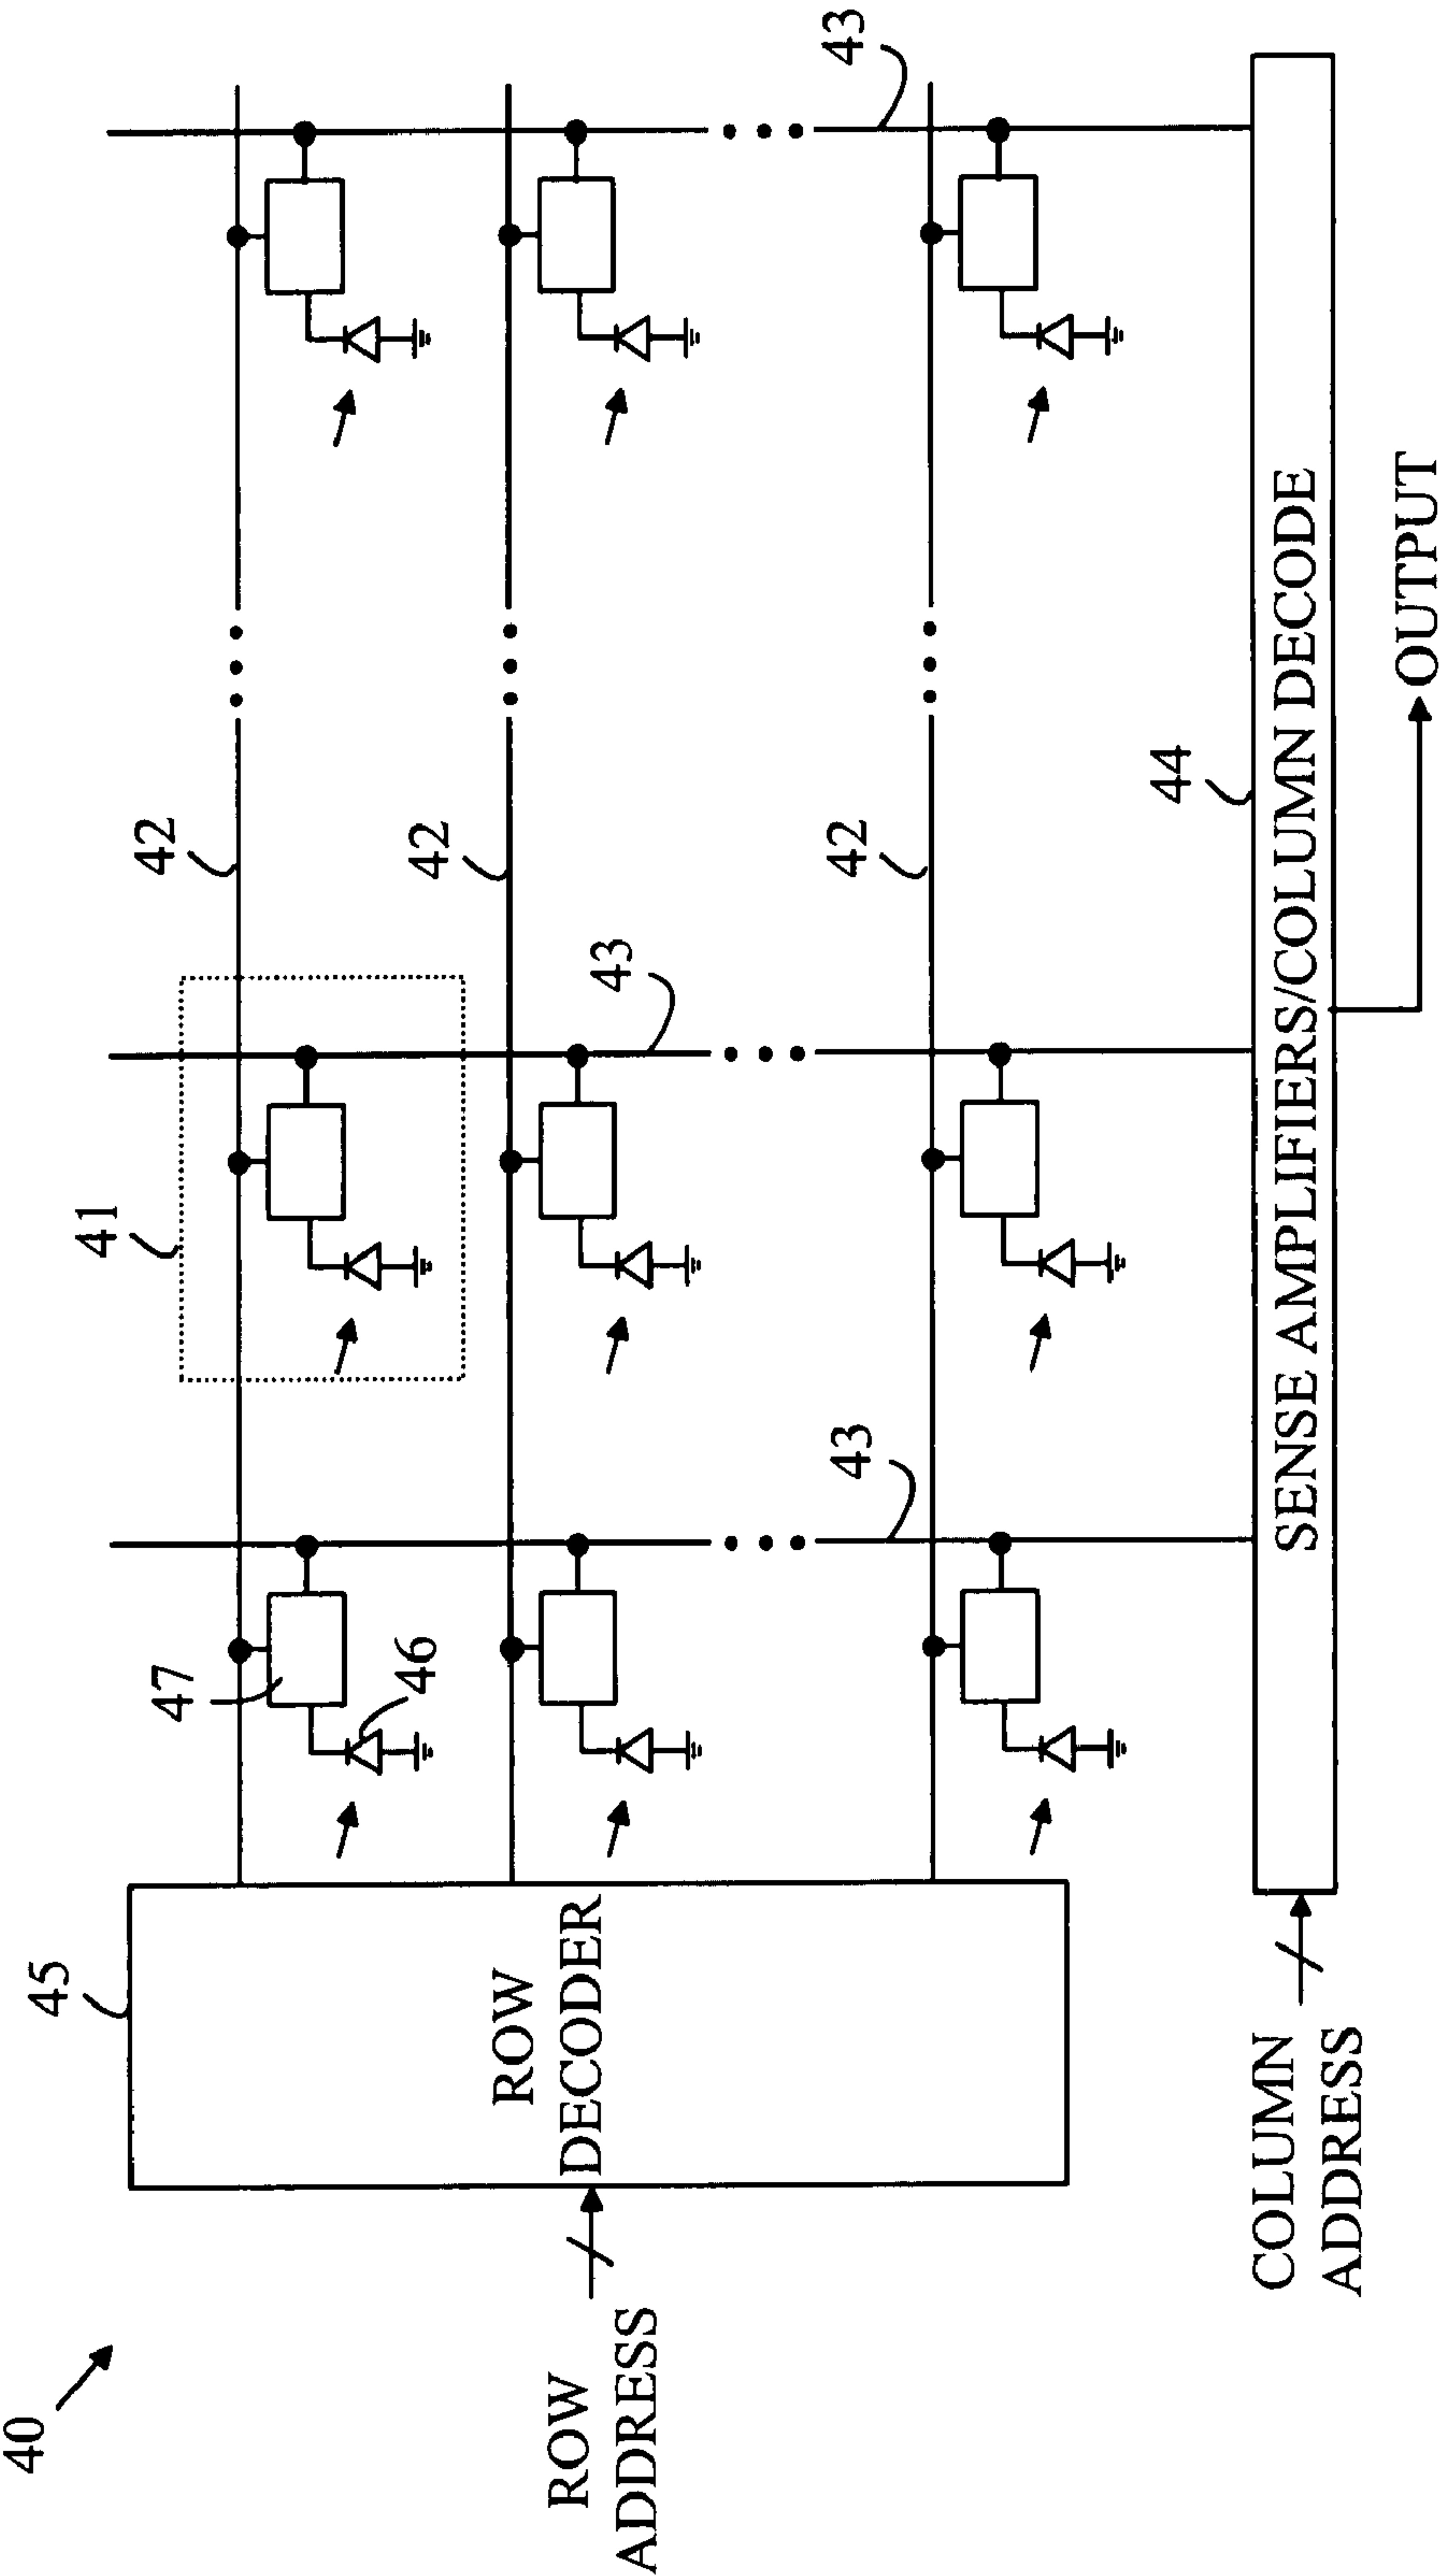 40
45
ROW
DECODER
ROW
ADDRESS
41
42
43
47
46
42
42
43
43
44
SENSE AMPLIFIERS/COLUMN DECODE
COLUMN
ADDRESS
OUTPUT